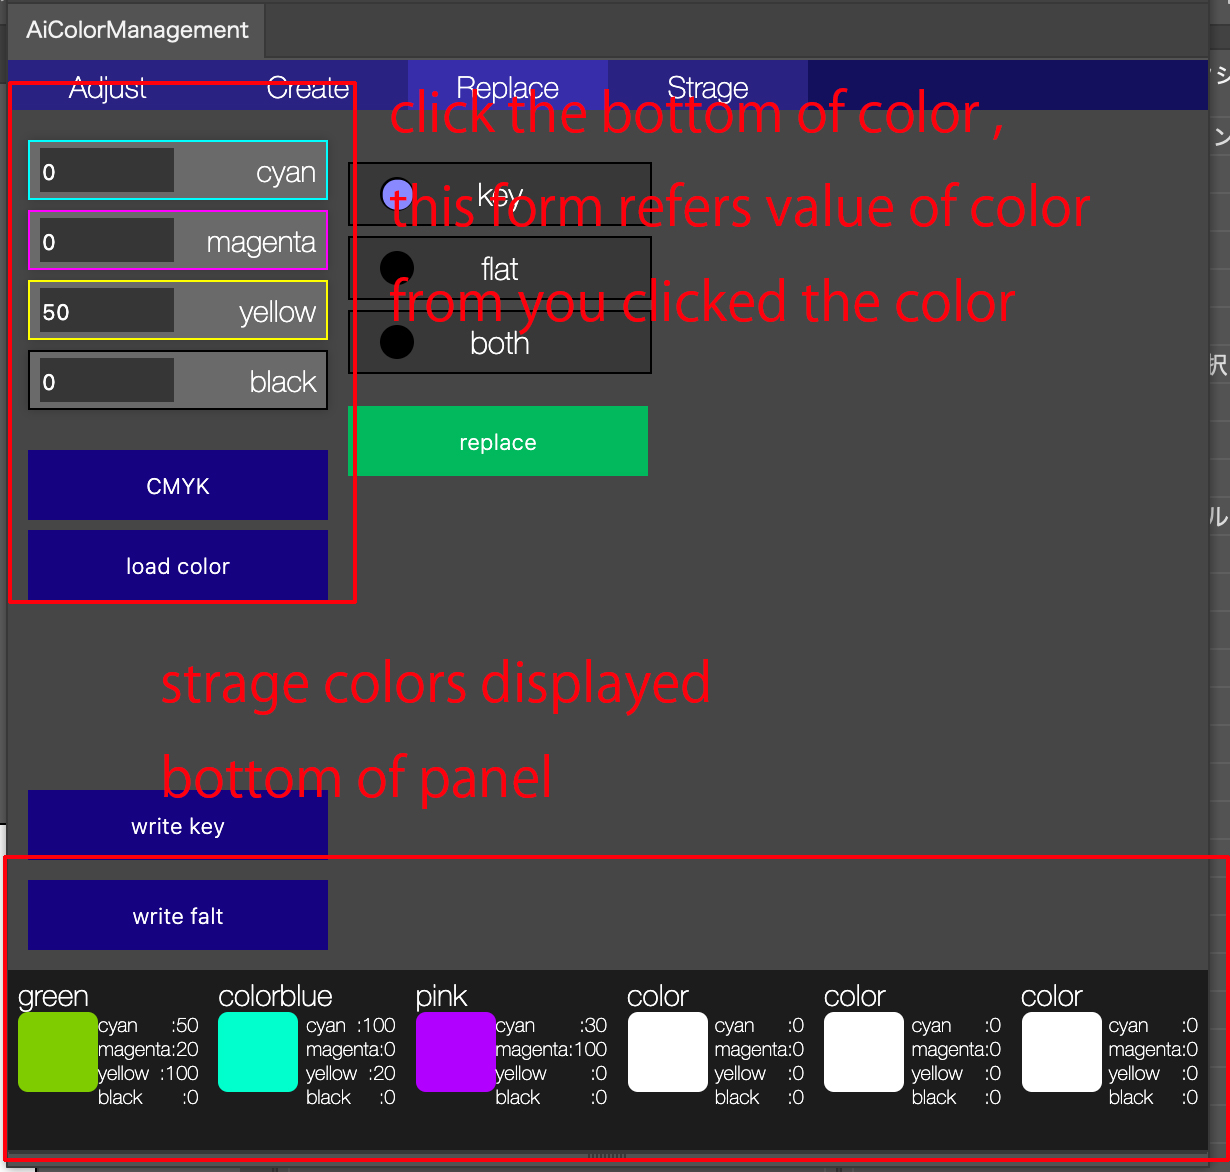 AiColorManagement
Adjust
Create
Replace
Strage
click the bottom of color ,
this form refers value of color
from you clicked the color
0 cyan
0 magenta
50 yellow
0 black
key
flat
both
replace
CMYK
load color
strage colors displayed
bottom of panel
write key
write falt
green
cyan :50
magenta:20
yellow :100
black :0
colorblue
cyan :100
magenta:0
yellow :20
black :0
pink
cyan :30
magenta:100
yellow :0
black :0
color
cyan :0
magenta:0
yellow :0
black :0
color
cyan :0
magenta:0
yellow :0
black :0
color
cyan :0
magenta:0
yellow :0
black :0
シ
ン
択
ル